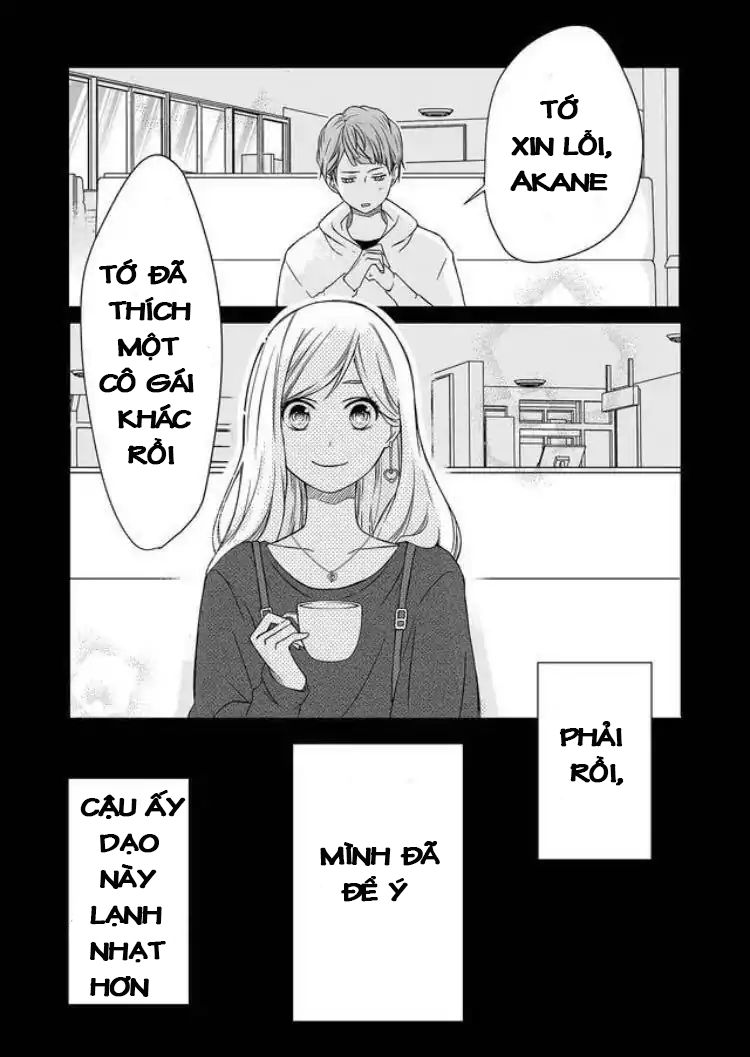 TỚ
XIN LỖI,
AKANE
TỚ ĐÃ
THÍCH
MỘT
CÔ GÁI
KHÁC
RỒI
PHẢI
RỒI,
MÌNH ĐÃ
ĐỂ Ý
CẬU ẤY
DẠO
NÀY
LẠNH
NHẠT
HƠN